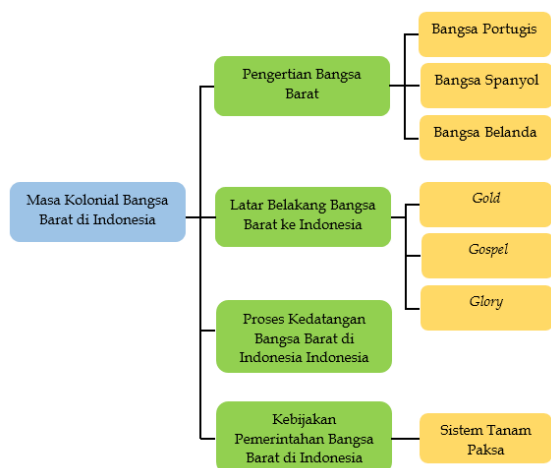 Masa Kolonial Bangsa
Barat di Indonesia
Pengertian Bangsa
Barat
Bangsa Portugis
Bangsa Spanyol
Bangsa Belanda
Latar Belakang Bangsa
Barat ke Indonesia
Gold
Gospel
Glory
Proses Kedatangan
Bangsa Barat di
Indonesia Indonesia
Kebijakan
Pemerintahan Bangsa
Barat di Indonesia
Sistem Tanam
Paksa